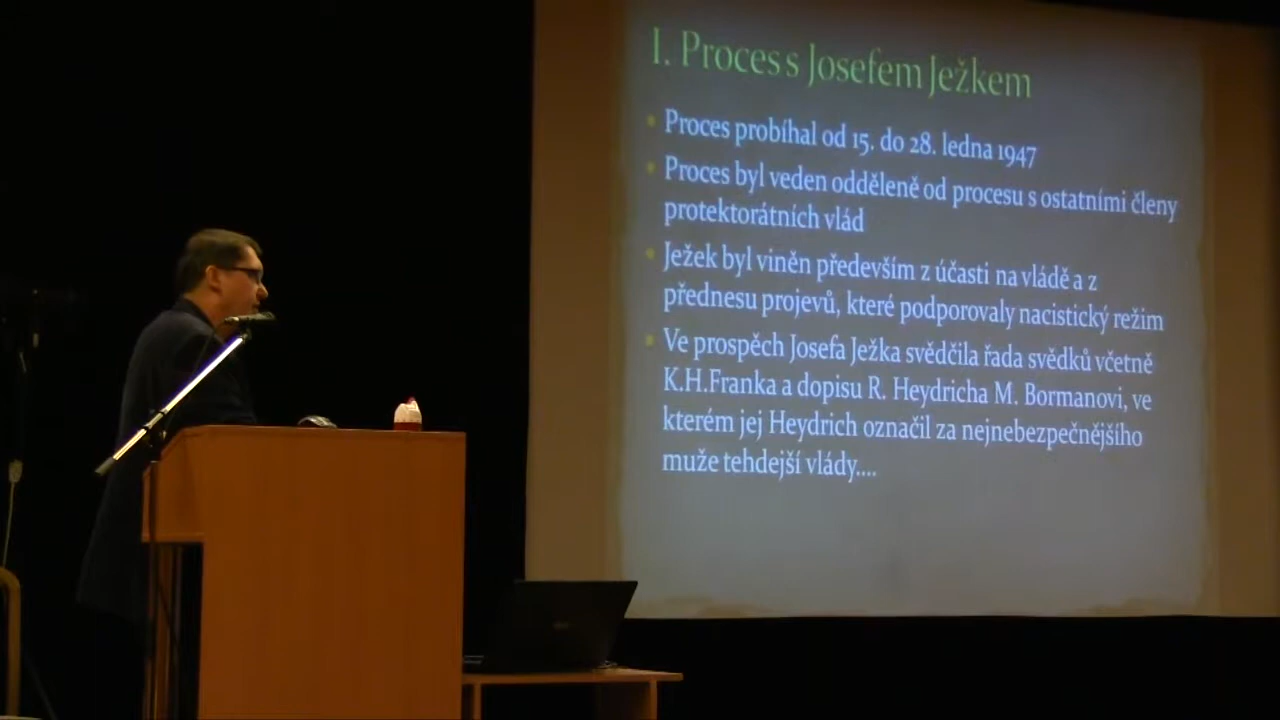 I. Proces s Josefem Ježkem
Proces probíhal od 15. do 28. ledna 1947
Proces byl veden odděleně od procesu s ostatními členy
protektorátních vlád
Ježek byl viněn především z účasti na vládě a z
přednesu projevů, které podporovaly nacistický režim
Ve prospěch Josefa Ježka svědčila řada svědků včetně
K.H.Franka a dopisu R. Heydricha M. Bormanovi, ve
kterém jej Heydrich označil za nejnebezpečnějšího
muže tehdejší vlády....